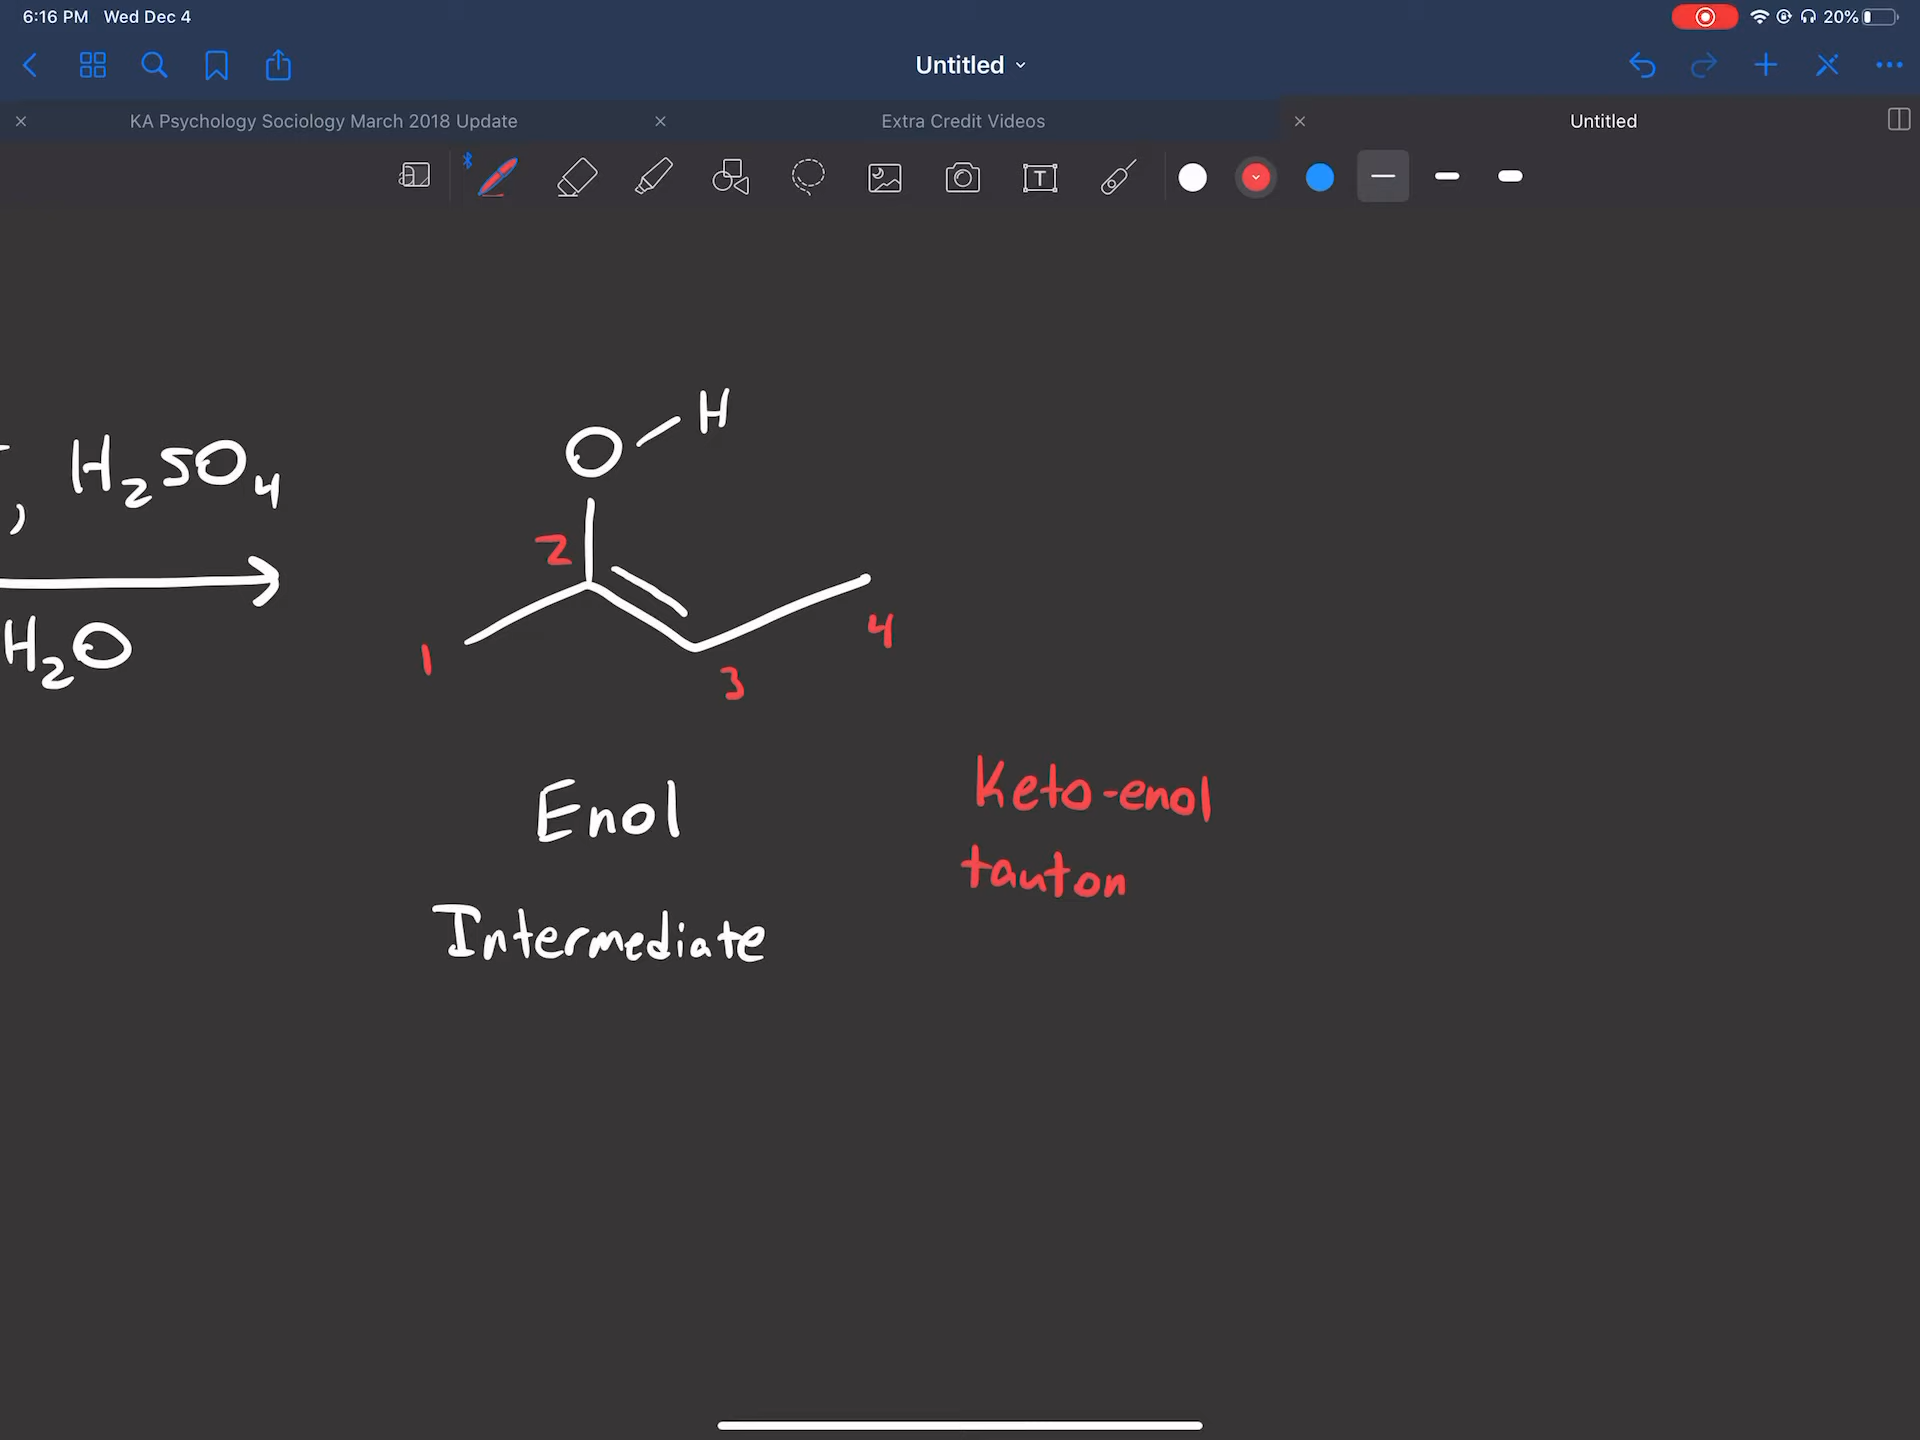 6:16 PM Wed Dec 4
20%
Untitled
KA Psychology Sociology March 2018 Update
Extra Credit Videos
Untitled
T
O-H
, H₂SO₄
H₂O
2
1
3
4
Enol
Intermediate
Keto-enol
tauton